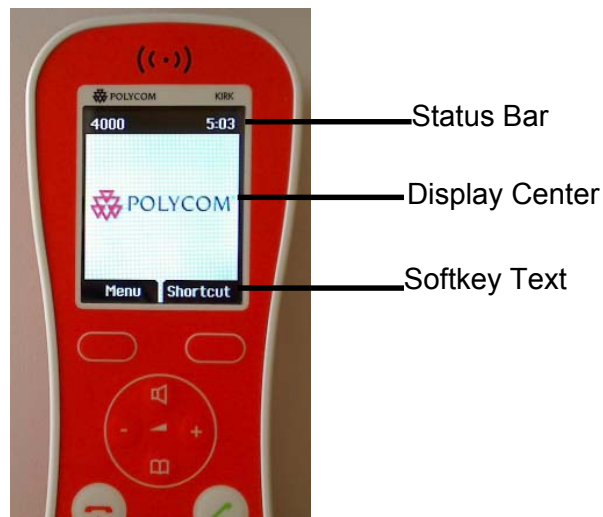 POLYCOM KIRK
4000 5:03
Status Bar
POLYCOM
Display Center
Menu Shortcut
Softkey Text
- +